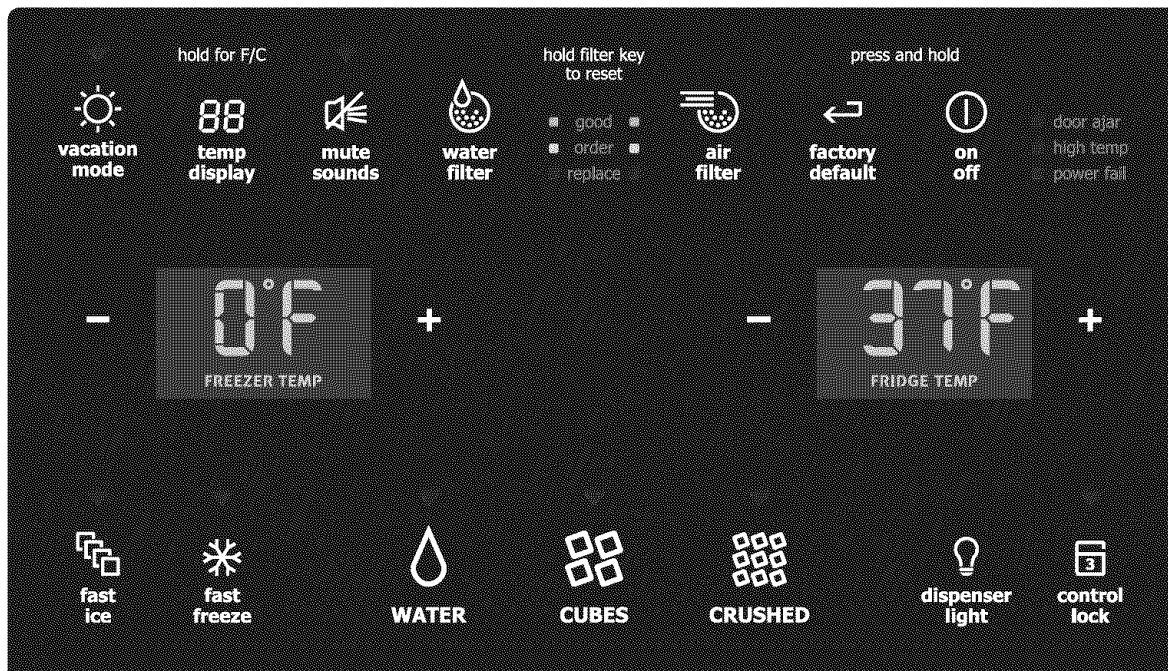 hold for F/C
hold filter key
to reset
press and hold
vacation
mode
88
temp
display
mute
sounds
water
filter
good
order
replace
air
filter
factory
default
on
off
door ajar
high temp
power fail
-
0°F
FREEZER TEMP
+
-
37°F
FRIDGE TEMP
+
fast
ice
fast
freeze
WATER
CUBES
CRUSHED
dispenser
light
3
control
lock